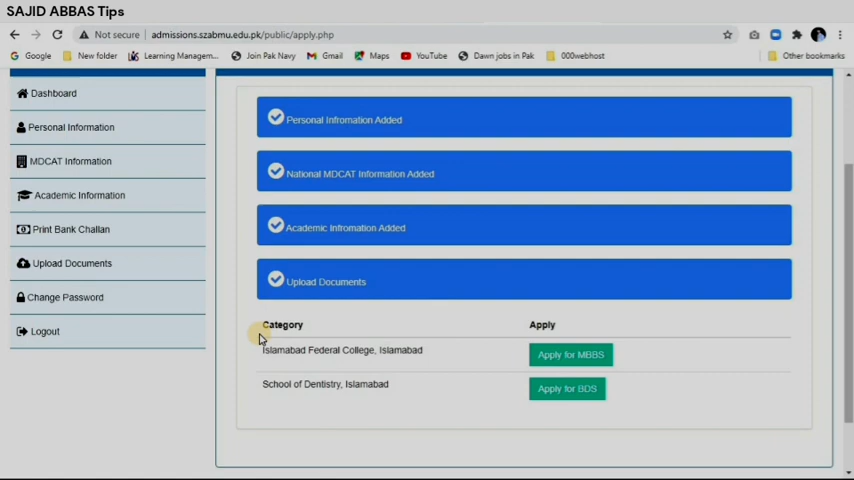 SAJID ABBAS Tips
Not secure | admissions.szabmu.edu.pk/public/apply.php
Google New folder Learning Managem... Join Pak Navy Gmail Maps YouTube Dawn jobs in Pak 000webhost Other bookmarks
Dashboard
Personal Information
MDCAT Information
Academic Information
Print Bank Challan
Upload Documents
Change Password
Logout
Personal Infromation Added
National MDCAT Information Added
Academic Infromation Added
Upload Documents
Category Apply
Islamabad Federal College, Islamabad Apply for MBBS
School of Dentistry, Islamabad Apply for BDS